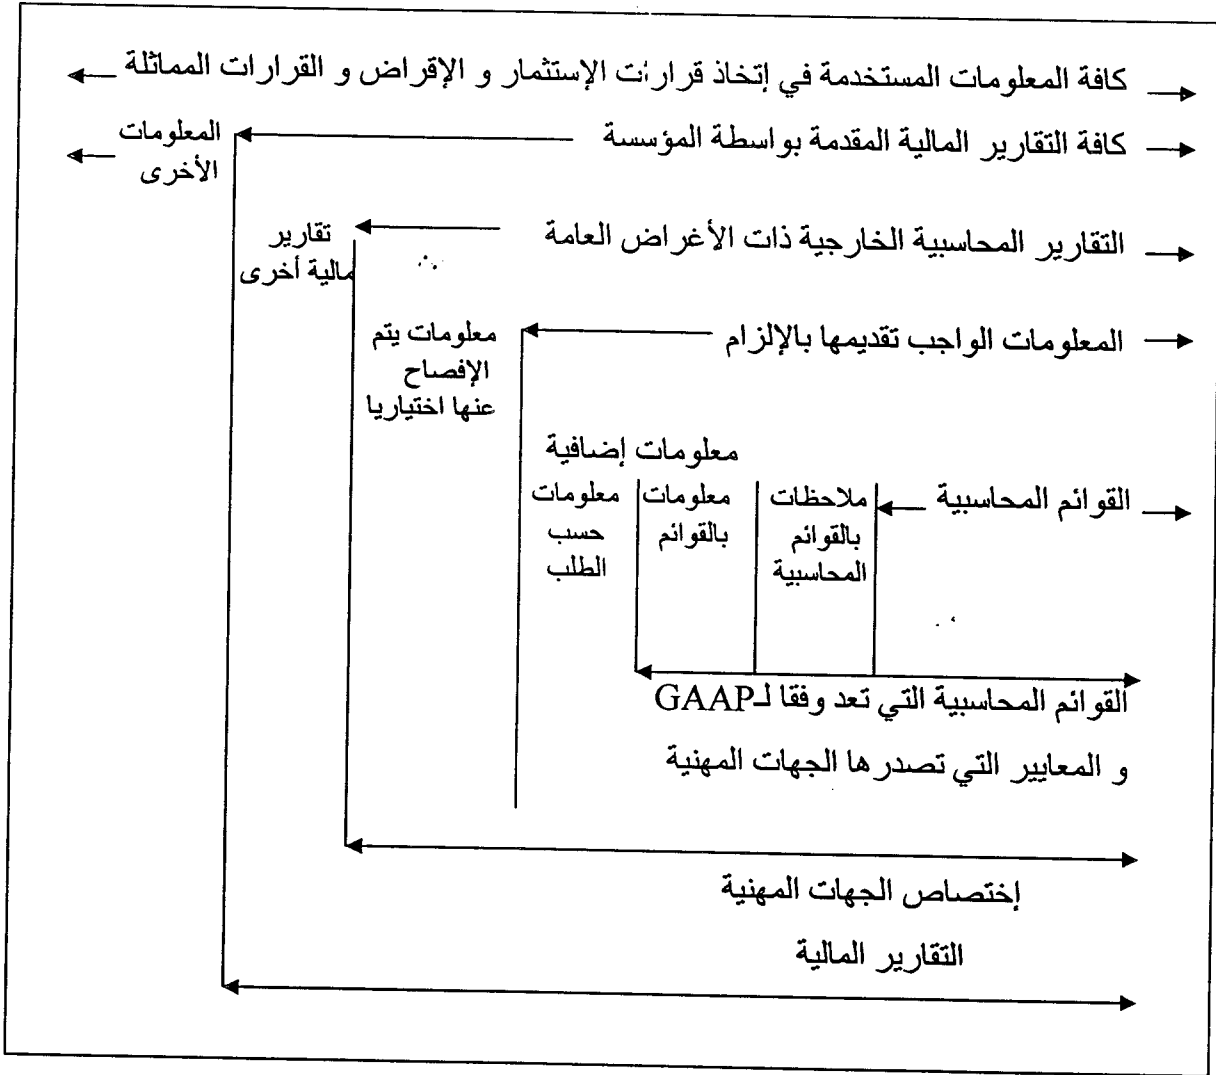 كافة المعلومات المستخدمة في إتخاذ قرارات الإستثمار و الإقراض و القرارات المماثلة
كافة التقارير المالية المقدمة بواسطة المؤسسة
المعلومات
الأخرى
التقارير المحاسبية الخارجية ذات الأغراض العامة
تقارير
مالية أخرى
المعلومات الواجب تقديمها بالإلزام
معلومات يتم
الإفصاح
عنها اختياريا
معلومات إضافية
القوائم المحاسبية
ملاحظات
بالقوائم
المحاسبية
معلومات
بالقوائم
معلومات
حسب
الطلب
القوائم المحاسبية التي تعد وفقا لـGAAP
و المعايير التي تصدرها الجهات المهنية
إختصاص الجهات المهنية
التقارير المالية